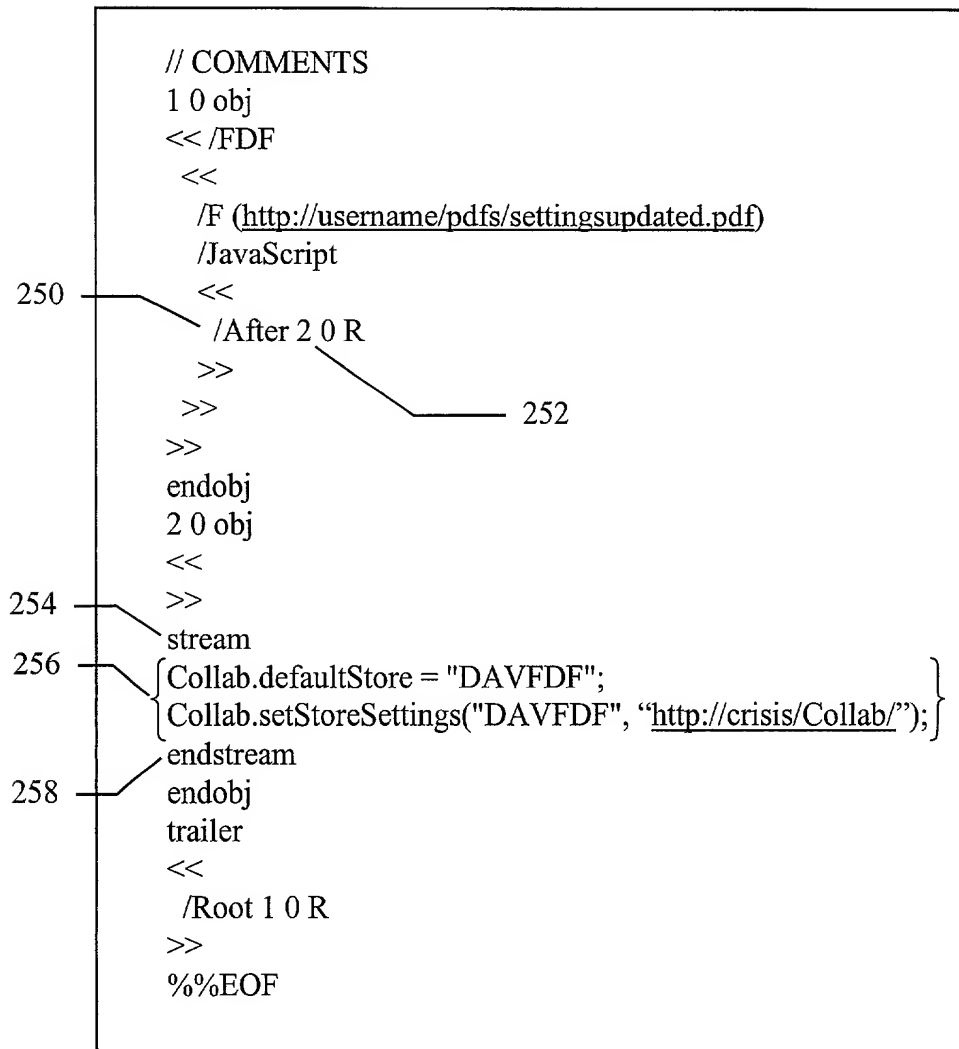 // COMMENTS
1 0 obj
<< /FDF
<<
/F (http://username/pdfs/settingsupdated.pdf)
/JavaScript
250
<<
/After 2 0 R
>>
>>
252
>>
endobj
2 0 obj
<<
254
>>
stream
256
Collab.defaultStore = "DAVFDF";
Collab.setStoreSettings("DAVFDF", “http://crisis/Collab/”);
endstream
258
endobj
trailer
<<
/Root 1 0 R
>>
%%EOF